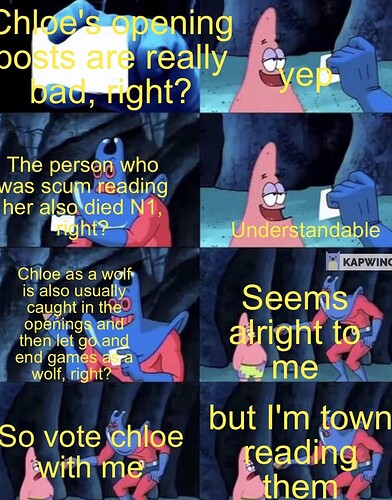 Chloe's opening
posts are really
bad, right?
yep
The person who
was scum reading
her also died N1,
right?
Understandable
KAPWING
Chloe as a wolf
is also usually
caught in the
openings and
then let go and
end games as a
wolf, right?
Seems
alright to
me
So vote chloe
with me
but I'm town
reading
them